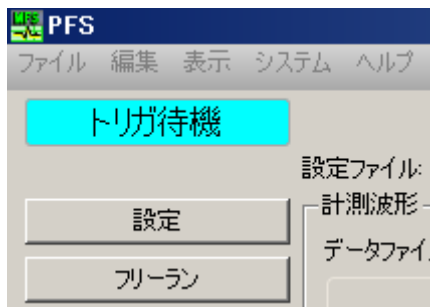 PFS
ファイル 編集 表示 システム ヘルプ
トリガ待機
設定ファイル:
設定
計測波形
データファイ
フリーラン